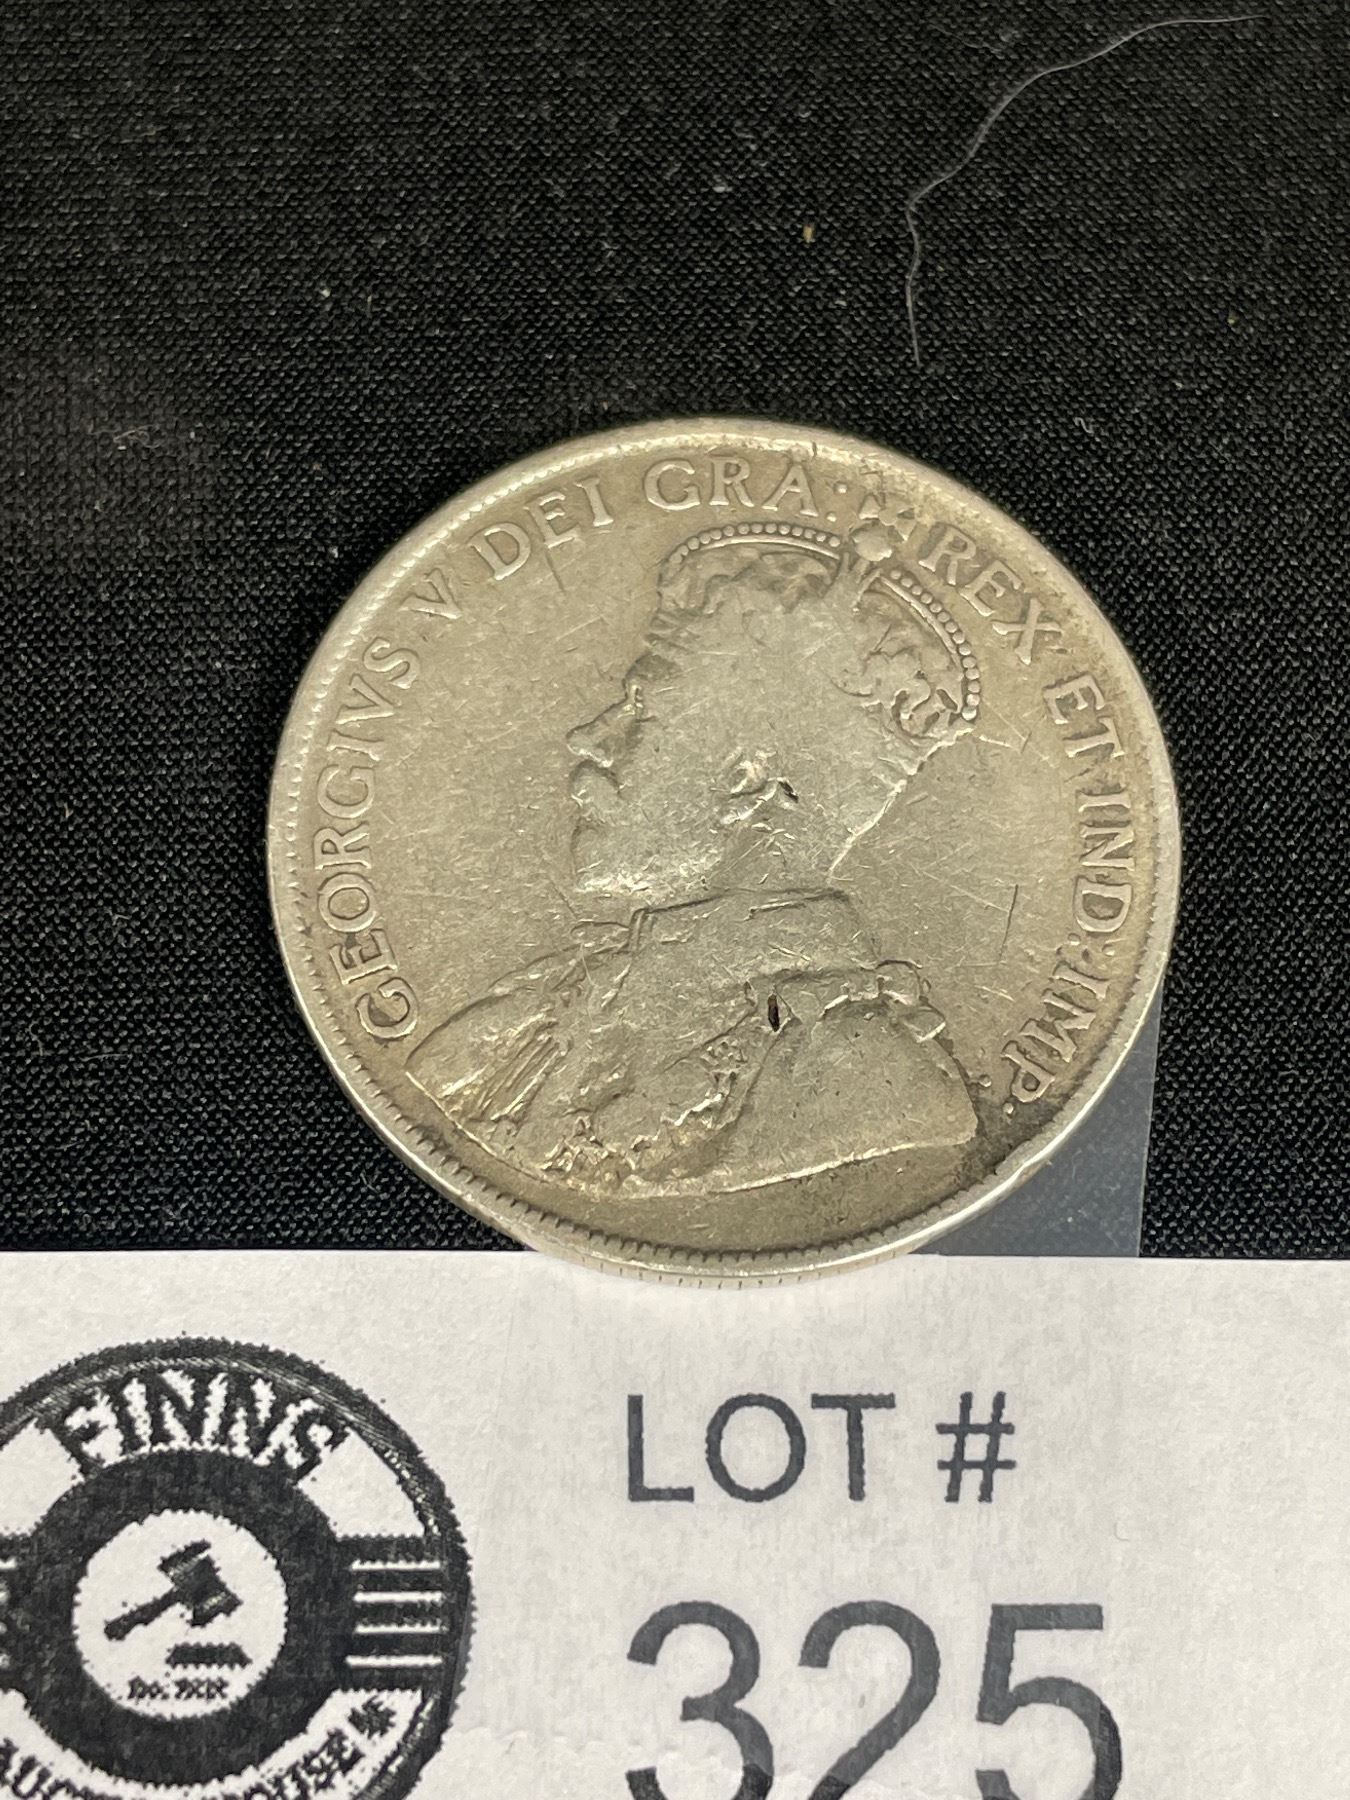 GEORGIVS V DEI GRA: REX ET IND: IMP:
FINNS
LOT #
325